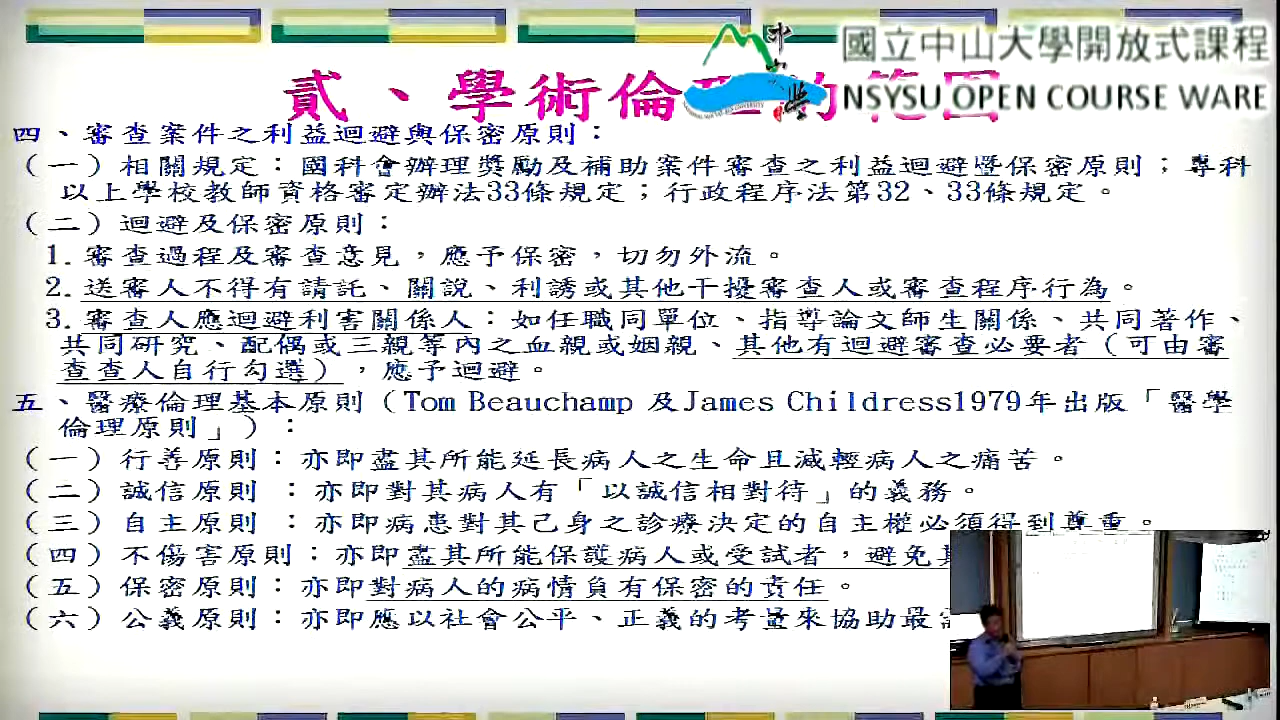 國立中山大學開放式課程
NSYSU OPEN COURSE WARE
貳、學術倫理的範圍
四、審查案件之利益迴避與保密原則：
（一）相關規定：國科會辦理獎勵及補助案件審查之利益迴避暨保密原則；專科
以上學校教師資格審定辦法33條規定；行政程序法第32、33條規定。
（二）迴避及保密原則：
1. 審查過程及審查意見，應予保密，切勿外流。
2. 送審人不得有請託、關說、利誘或其他干擾審查人或審查程序行為。
3. 審查人應迴避利害關係人：如任職同單位、指導論文師生關係、共同著作、
共同研究、配偶或三親等內之血親或姻親、其他有迴避審查必要者（可由審
查查人自行勾選），應予迴避。
五、醫療倫理基本原則（Tom Beauchamp 及James Childress1979年出版「醫學
倫理原則」）：
（一）行善原則：亦即盡其所能延長病人之生命且減輕病人之痛苦。
（二）誠信原則 ：亦即對其病人有「以誠信相對待」的義務。
（三）自主原則 ：亦即病患對其己身之診療決定的自主權必須得到尊重。
（四）不傷害原則：亦即盡其所能保護病人或受試者，避免
（五）保密原則：亦即對病人的病情負有保密的責任。
（六）公義原則：亦即應以社會公平、正義的考量來協助最